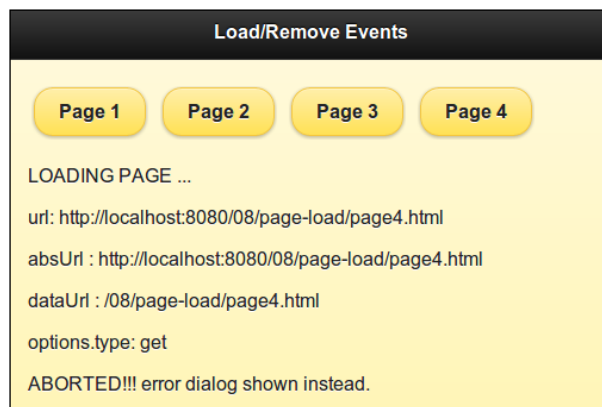 Load/Remove Events
Page 1 Page 2 Page 3 Page 4
LOADING PAGE ...
url: http://localhost:8080/08/page-load/page4.html
absUrl : http://localhost:8080/08/page-load/page4.html
dataUrl : /08/page-load/page4.html
options.type: get
ABORTED!!! error dialog shown instead.